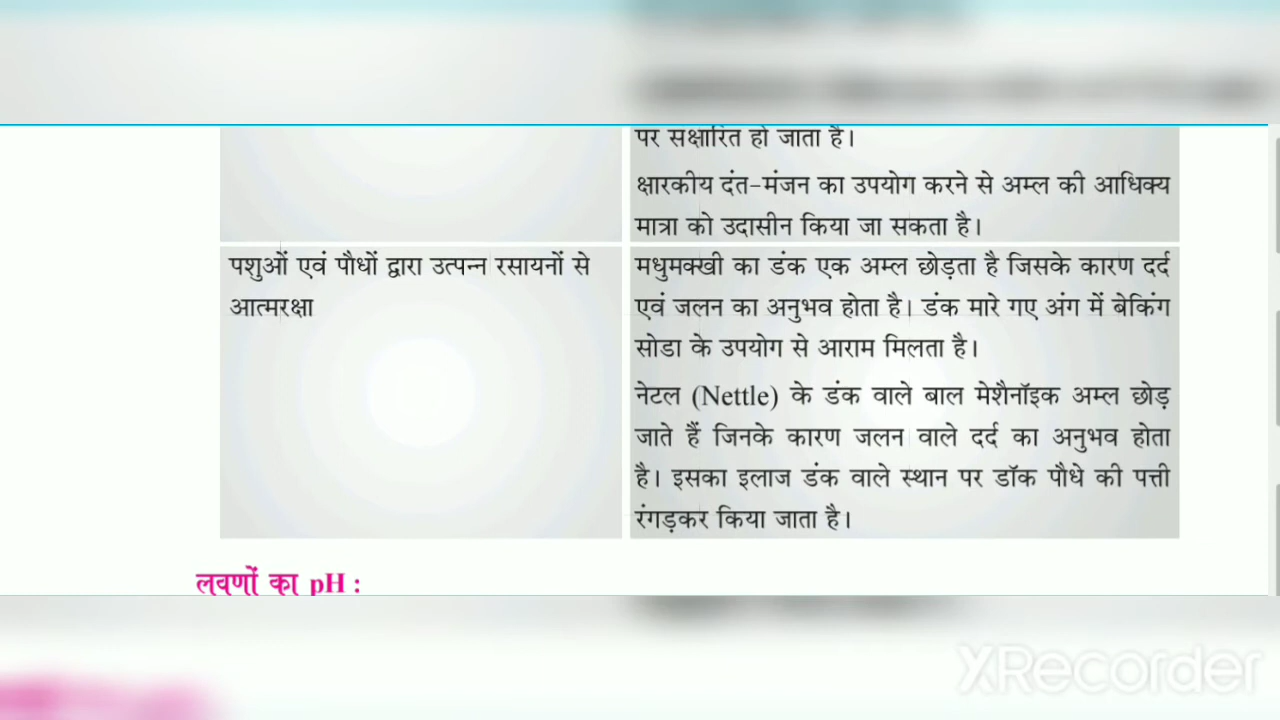 पर सक्षारित हो जाता है।
क्षारकीय दंत-मंजन का उपयोग करने से अम्ल की आधिक्य
मात्रा को उदासीन किया जा सकता है।
पशुओं एवं पौधों द्वारा उत्पन्न रसायनों से
आत्मरक्षा
मधुमक्खी का डंक एक अम्ल छोड़ता है जिसके कारण दर्द
एवं जलन का अनुभव होता है। डंक मारे गए अंग में बेकिंग
सोडा के उपयोग से आराम मिलता है।
नेटल (Nettle) के डंक वाले बाल मेशैनॉइक अम्ल छोड़
जाते हैं जिनके कारण जलन वाले दर्द का अनुभव होता
है। इसका इलाज डंक वाले स्थान पर डॉक पौधे की पत्ती
रंगड़कर किया जाता है।
लवणों का pH :
XRecorder